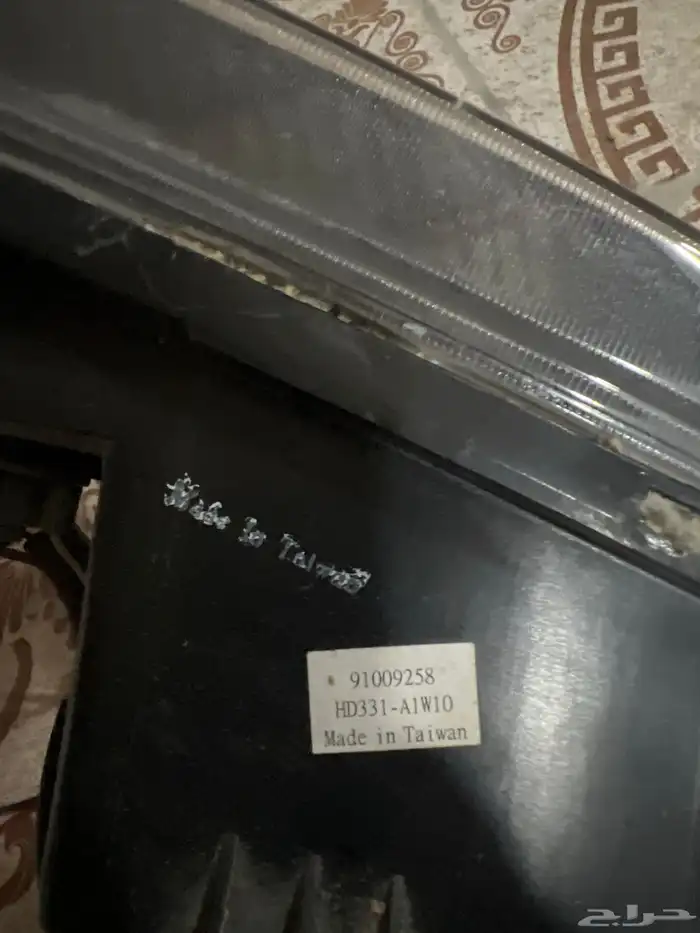 Made In Taiwan
91009258
HD331-A1W10
Made in Taiwan
حراج